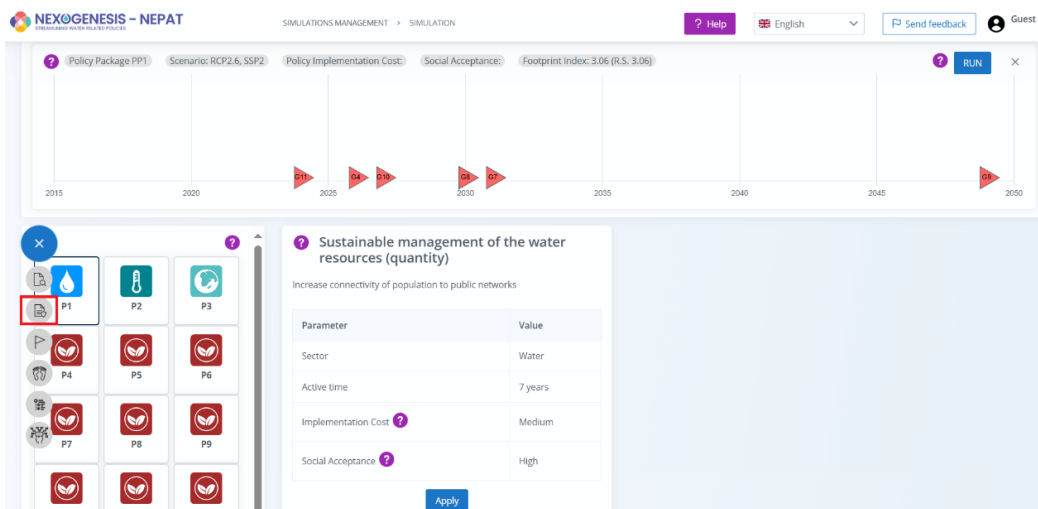 NEXOGENESIS - NEPAT
STREAMLINING WATER RELATED POLICIES
SIMULATIONS MANAGEMENT > SIMULATION
? Help
English
Send feedback
Guest
? Policy Package PP1 Scenario: RCP2.6, SSP2 Policy Implementation Cost: Social Acceptance: Footprint Index: 3.06 (R.S. 3.06) ? RUN ×
G11 G4 G10 G8 G7 G9
2015 2020 2025 2030 2035 2040 2045 2050
× ?
P1 P2 P3
P4 P5 P6
P7 P8 P9
? Sustainable management of the water
resources (quantity)
Increase connectivity of population to public networks
Parameter Value
Sector Water
Active time 7 years
Implementation Cost ? Medium
Social Acceptance ? High
Apply